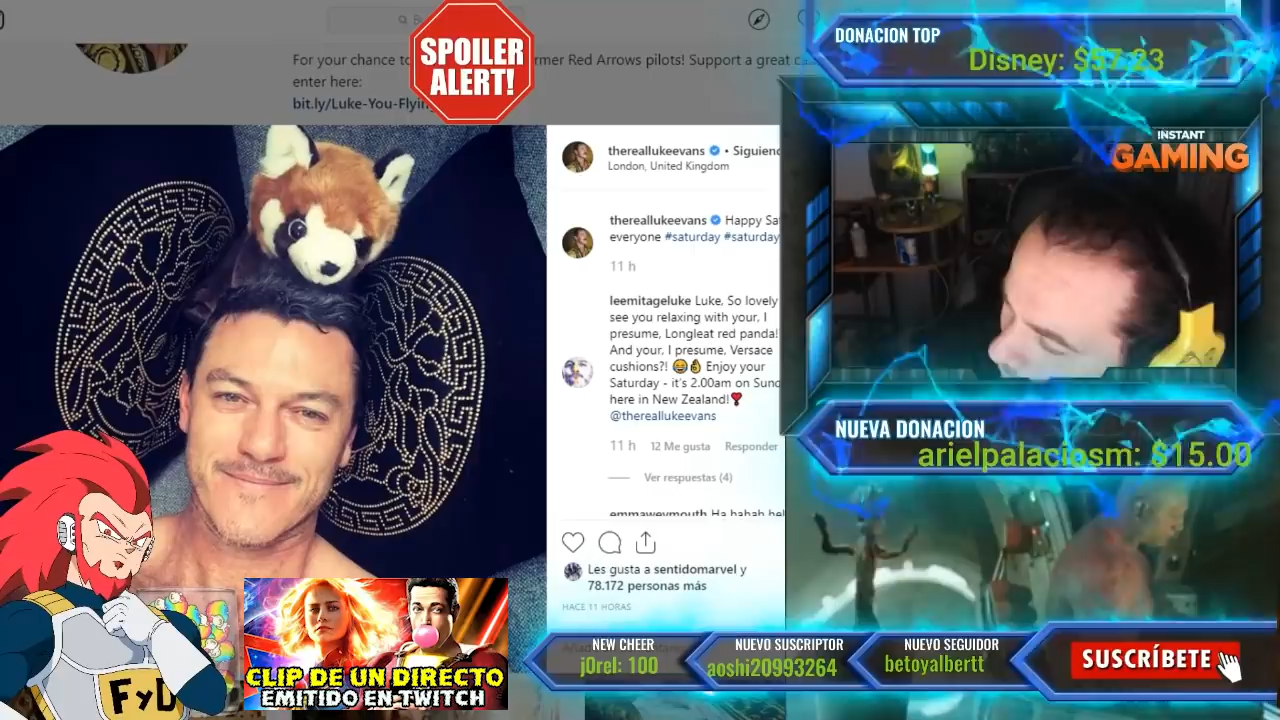 For your chance to
rmer Red Arrows pilots! Support a great
enter here:
bit.ly/Luke-You-Flyin
SPOILER
ALERT!
thereallukeevans • Siguiend
London, United Kingdom
thereallukeevans Happy Sa
everyone #saturday #saturday
11 h
leemitageluke Luke, So lovely
see you relaxing with your, I
presume, Longleat red panda!
And your, I presume, Versace
cushions?! 😂👌 Enjoy your
Saturday - it's 2.00am on Sund
here in New Zealand!❣
@thereallukeevans
11 h 12 Me gusta Responder
Ver respuestas (4)
emmaweymouth Ha hahah hel
Les gusta a sentidomarvel y
78.172 personas más
HACE 11 HORAS
DONACION TOP
Disney: $57.23
INSTANT
GAMING
NUEVA DONACION
arielpalaciosm: $15.00
FyD
CLIP DE UN DIRECTO
EMITIDO EN TWITCH
NEW CHEER
j0rel: 100
NUEVO SUSCRIPTOR
aoshi20993264
NUEVO SEGUIDOR
betoyalbertt
SUSCRÍBETE